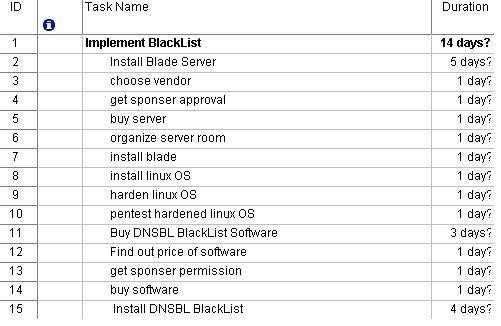 ID Task Name Duration
1 Implement BlackList 14 days?
2 Install Blade Server 5 days?
3 choose vendor 1 day?
4 get sponser approval 1 day?
5 buy server 1 day?
6 organize server room 1 day?
7 install blade 1 day?
8 install linux OS 1 day?
9 harden linux OS 1 day?
10 pentest hardened linux OS 1 day?
11 Buy DNSBL BlackList Software 3 days?
12 Find out price of software 1 day?
13 get sponser permission 1 day?
14 buy software 1 day?
15 Install DNSBL BlackList 4 days?